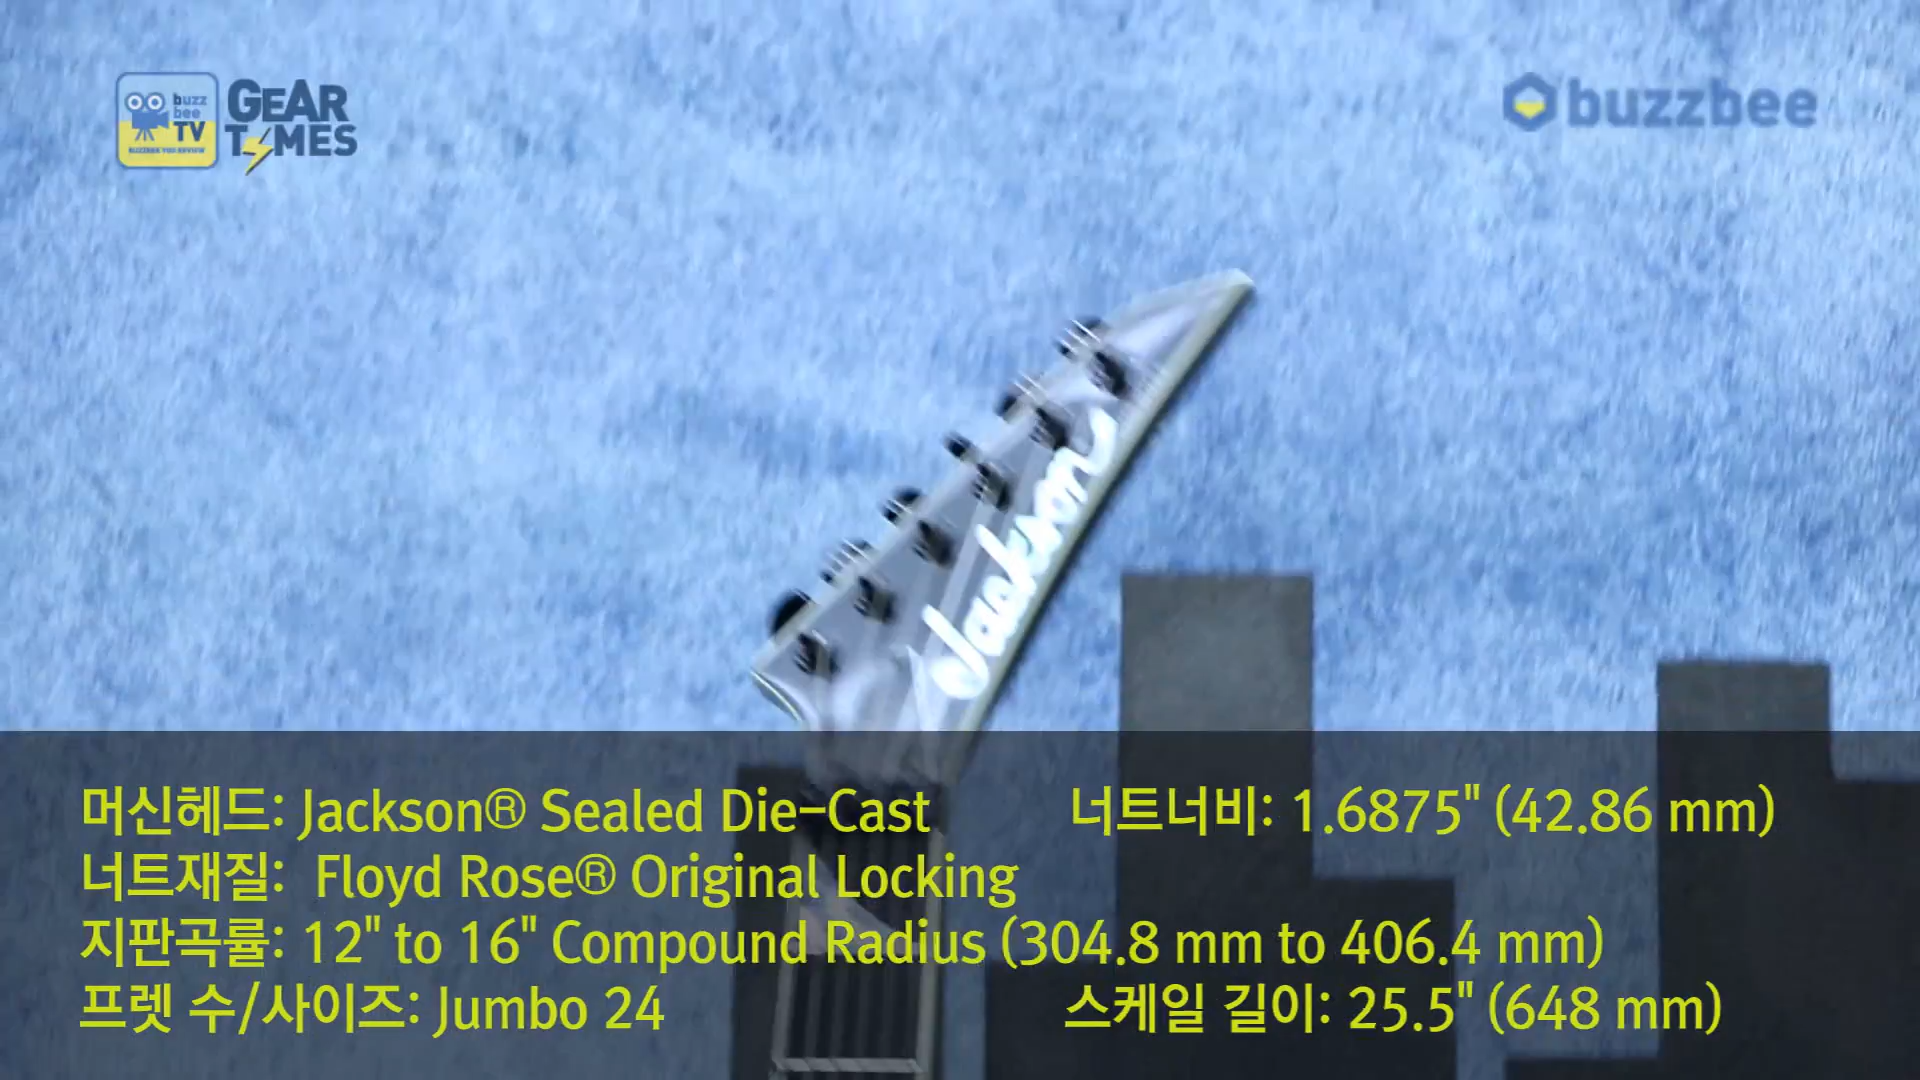 buzz
bee
TV
BUZZBEE YOU REVIEW
GEAR
TIMES
buzzbee
Jackson
머신헤드: Jackson® Sealed Die-Cast 너트너비: 1.6875" (42.86 mm)
너트재질: Floyd Rose® Original Locking
지판곡률: 12" to 16" Compound Radius (304.8 mm to 406.4 mm)
프렛 수/사이즈: Jumbo 24 스케일 길이: 25.5" (648 mm)